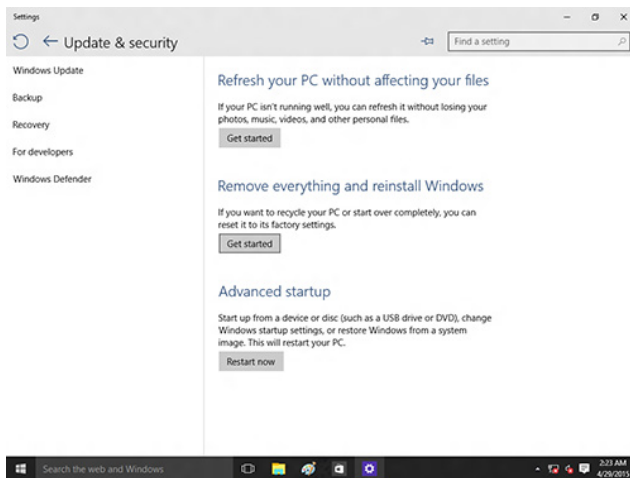 Settings
Update & security
Find a setting
Windows Update
Backup
Recovery
For developers
Windows Defender
Refresh your PC without affecting your files
If your PC isn't running well, you can refresh it without losing your
photos, music, videos, and other personal files.
Get started
Remove everything and reinstall Windows
If you want to recycle your PC or start over completely, you can
reset it to its factory settings.
Get started
Advanced startup
Start up from a device or disc (such as a USB drive or DVD), change
Windows startup settings, or restore Windows from a system
image. This will restart your PC.
Restart now
Search the web and Windows
2:23 AM
4/29/2015